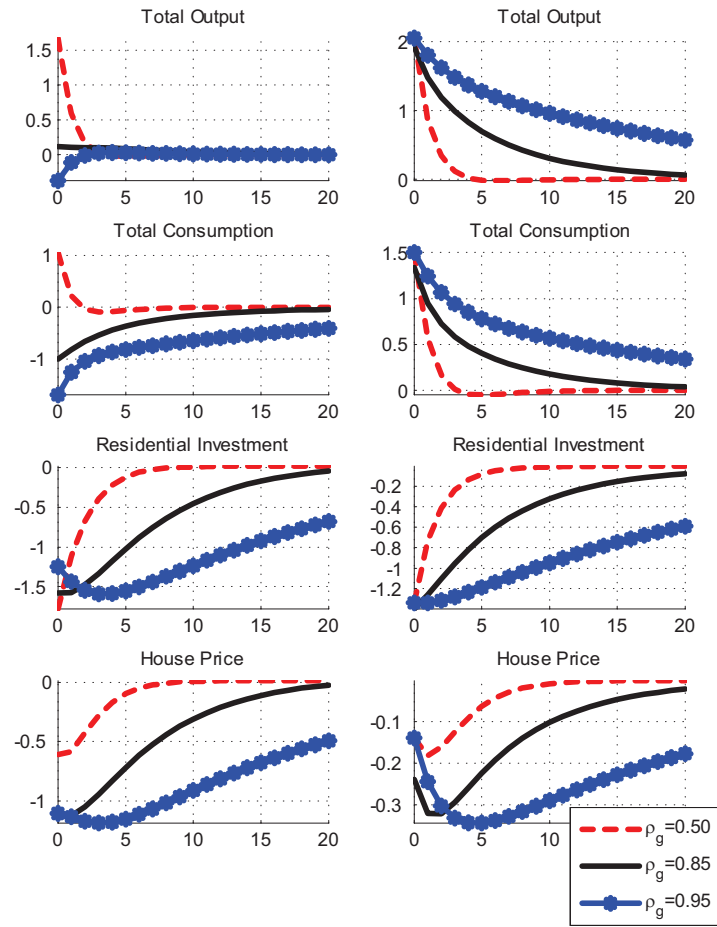 Total Output
Total Output
1.5
1
0.5
0
0 5 10 15 20
2
1
0
0 5 10 15 20
Total Consumption
Total Consumption
1
0
-1
0 5 10 15 20
1.5
1
0.5
0
0 5 10 15 20
Residential Investment
Residential Investment
0
-0.5
-1
-1.5
0 5 10 15 20
-0.2
-0.4
-0.6
-0.8
-1
-1.2
0 5 10 15 20
House Price
House Price
0
-0.5
-1
0 5 10 15 20
-0.1
-0.2
-0.3
0 5 10 15 20
ρg=0.50
ρg=0.85
ρg=0.95